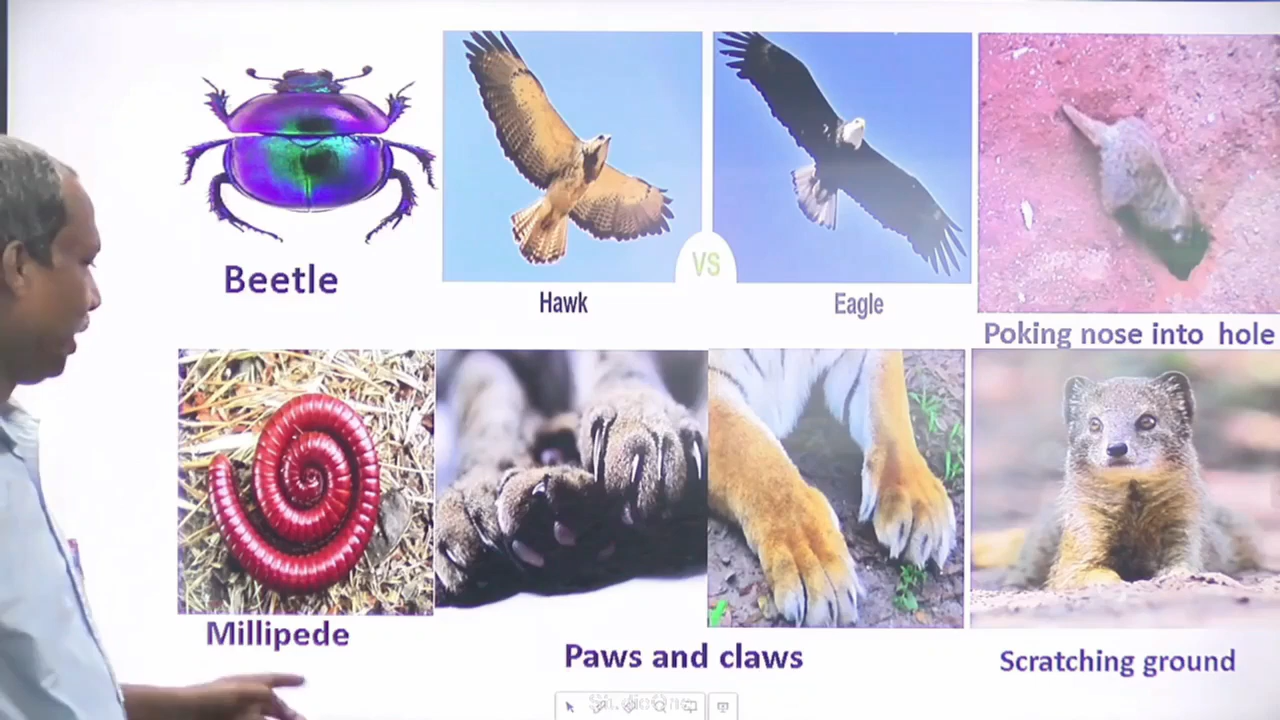 Beetle
VS
Hawk
Eagle
Poking nose into hole
Millipede
Paws and claws
Scratching ground